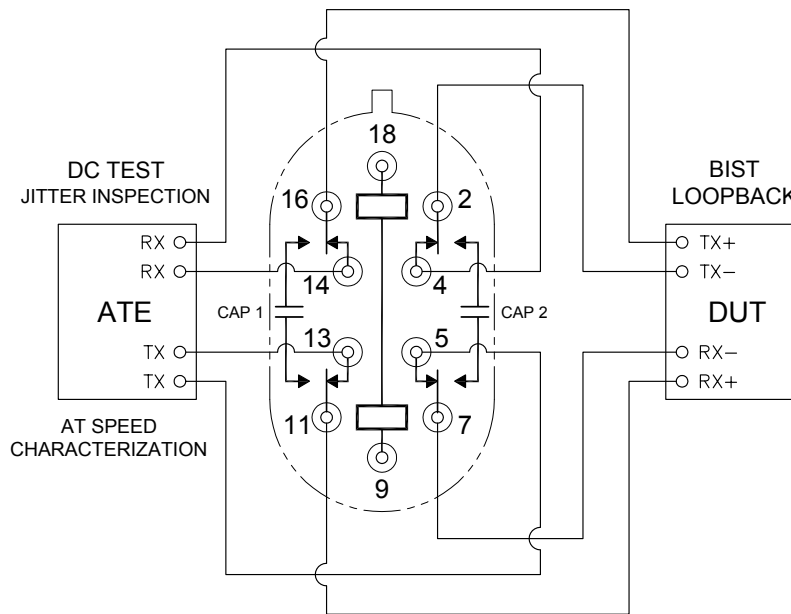 18
DC TEST
JITTER INSPECTION
BIST
LOOPBACK
16
2
RX
TX+
RX
TX-
14
4
ATE
CAP 1
CAP 2
DUT
13
5
TX
RX-
TX
RX+
11
7
AT SPEED
CHARACTERIZATION
9